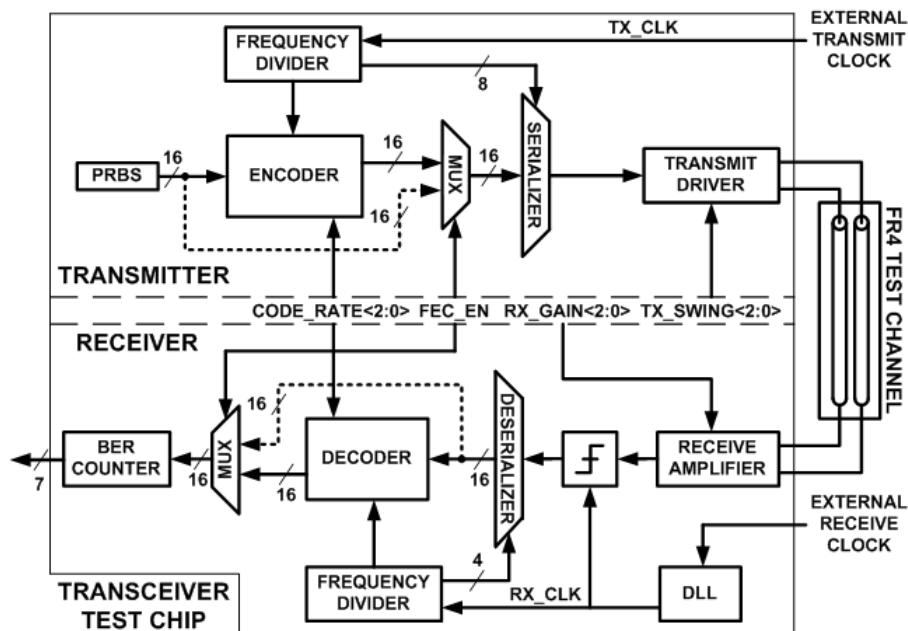 EXTERNAL
TRANSMIT
CLOCK
TX_CLK
FREQUENCY
DIVIDER
8
SERIALIZER
16
16
16
PRBS
ENCODER
MUX
16
TRANSMIT
DRIVER
FR4 TEST CHANNEL
TRANSMITTER
CODE_RATE<2:0> FEC_EN RX_GAIN<2:0> TX_SWING<2:0>
RECEIVER
16
DESERIALIZER
BER
COUNTER
7
MUX
16
16
DECODER
16
RECEIVE
AMPLIFIER
EXTERNAL
RECEIVE
CLOCK
4
FREQUENCY
DIVIDER
RX_CLK
DLL
TRANSCEIVER
TEST CHIP